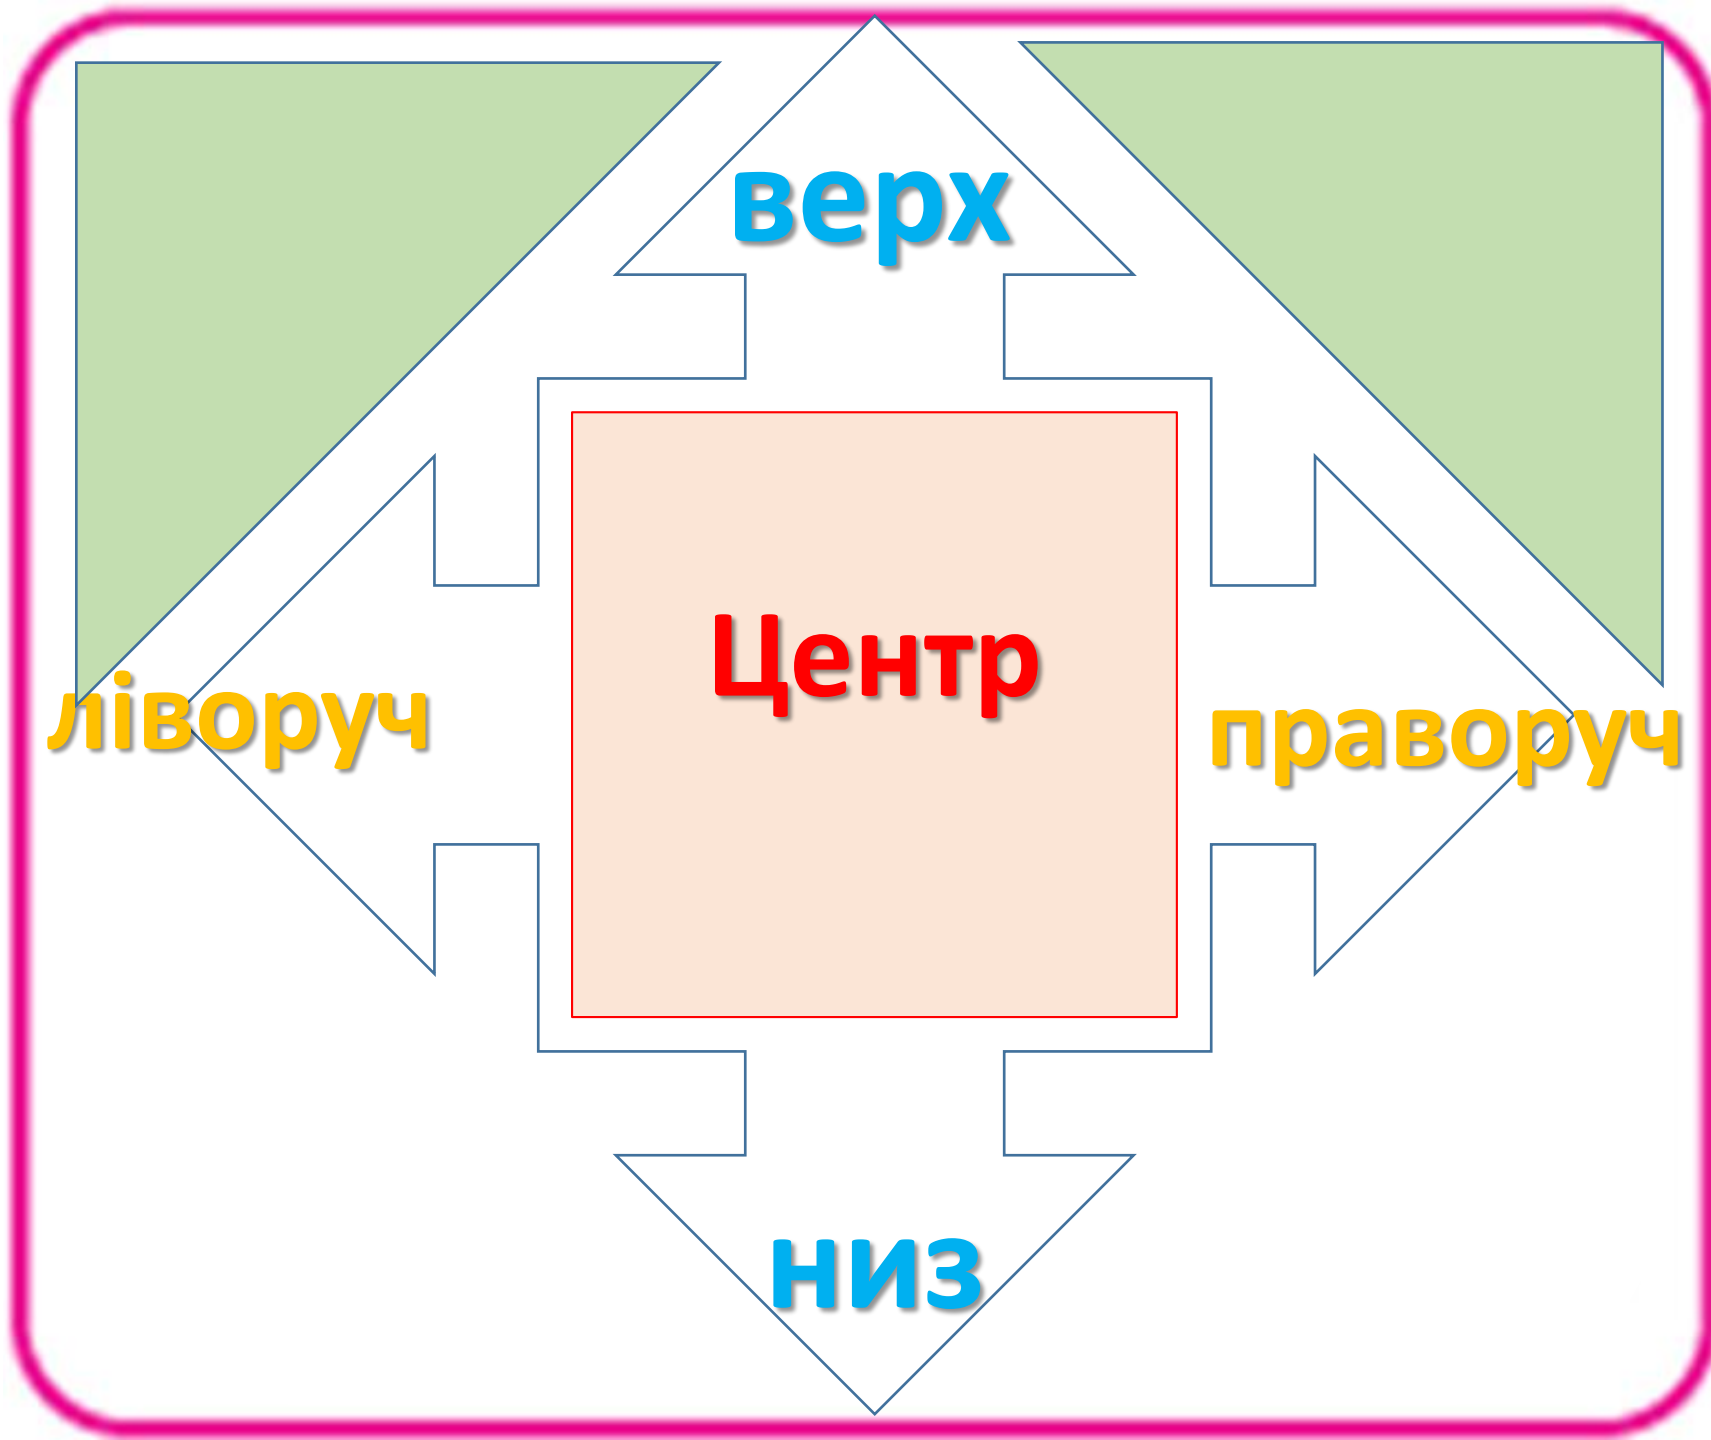 верх
Центр
ліворуч
праворуч
низ